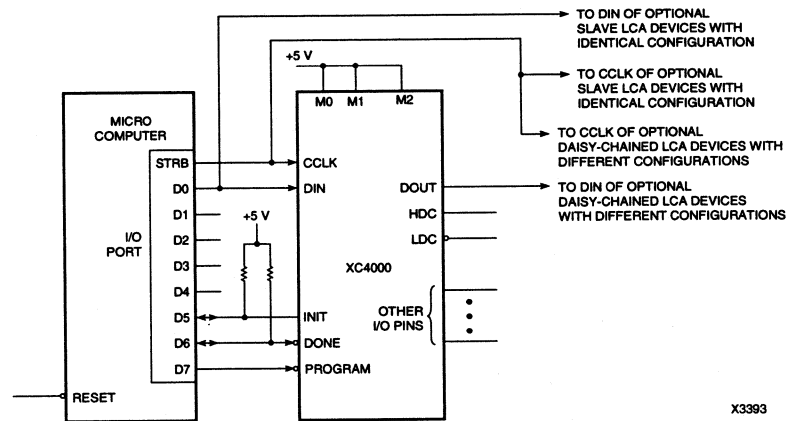 TO DIN OF OPTIONAL
SLAVE LCA DEVICES WITH
IDENTICAL CONFIGURATION
+5 V
TO CCLK OF OPTIONAL
SLAVE LCA DEVICES WITH
IDENTICAL CONFIGURATION
M0 M1 M2
MICRO
COMPUTER
TO CCLK OF OPTIONAL
DAISY-CHAINED LCA DEVICES WITH
DIFFERENT CONFIGURATIONS
STRB
CCLK
D0
DIN
DOUT
TO DIN OF OPTIONAL
DAISY-CHAINED LCA DEVICES
WITH DIFFERENT CONFIGURATIONS
D1
+5 V
HDC
I/O
PORT
D2
LDC
D3
XC4000
D4
D5
INIT
OTHER
I/O PINS
D6
DONE
D7
PROGRAM
RESET
X3393